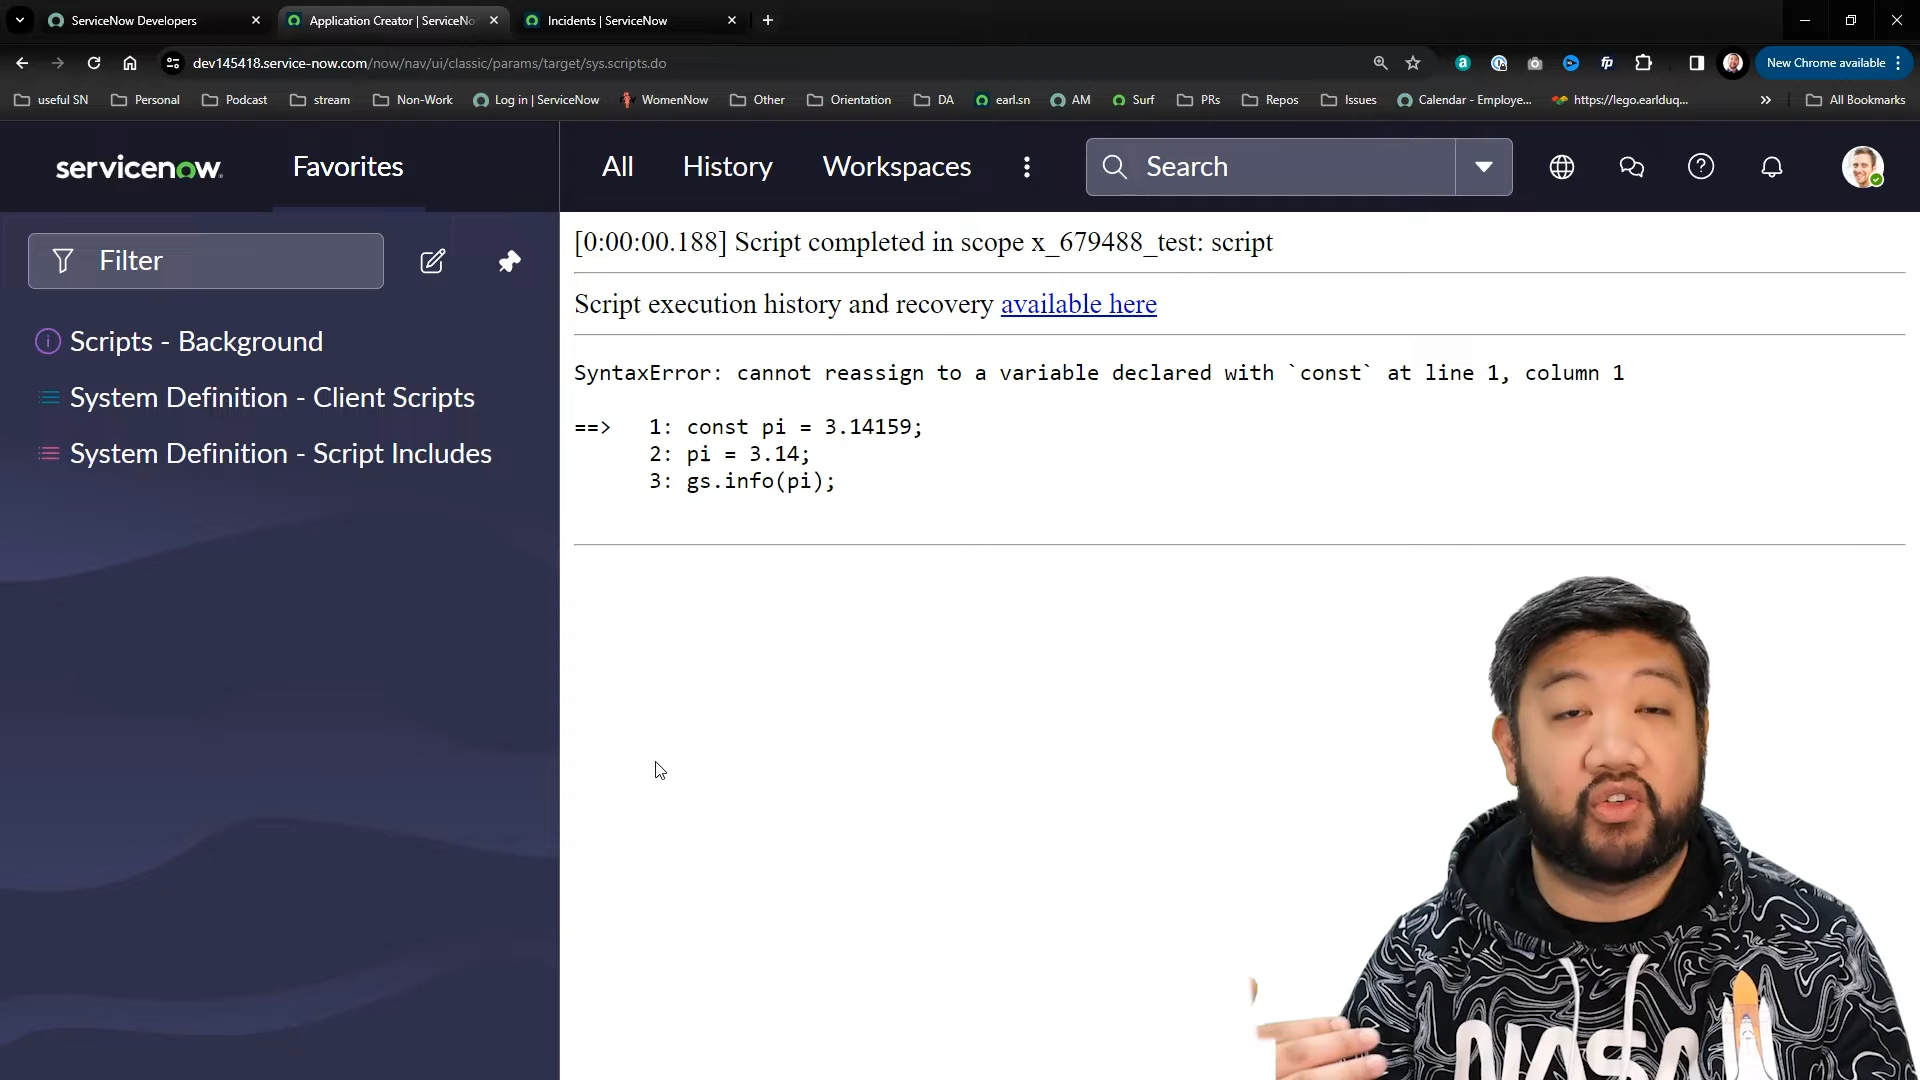 ServiceNow Developers
Application Creator | ServiceNo
Incidents | ServiceNow
dev145418.service-now.com/now/nav/ui/classic/params/target/sys.scripts.do
New Chrome available
useful SN
Personal
Podcast
stream
Non-Work
Log in | ServiceNow
WomenNow
Other
Orientation
DA
earl.sn
AM
Surf
PRs
Repos
Issues
Calendar - Employe...
https://lego.earlduq...
All Bookmarks
servicenow
Favorites
All
History
Workspaces
Search
Filter
Scripts - Background
System Definition - Client Scripts
System Definition - Script Includes
[0:00:00.188] Script completed in scope x_679488_test: script
Script execution history and recovery available here
SyntaxError: cannot reassign to a variable declared with `const` at line 1, column 1
==> 1: const pi = 3.14159;
2: pi = 3.14;
3: gs.info(pi);
NASA